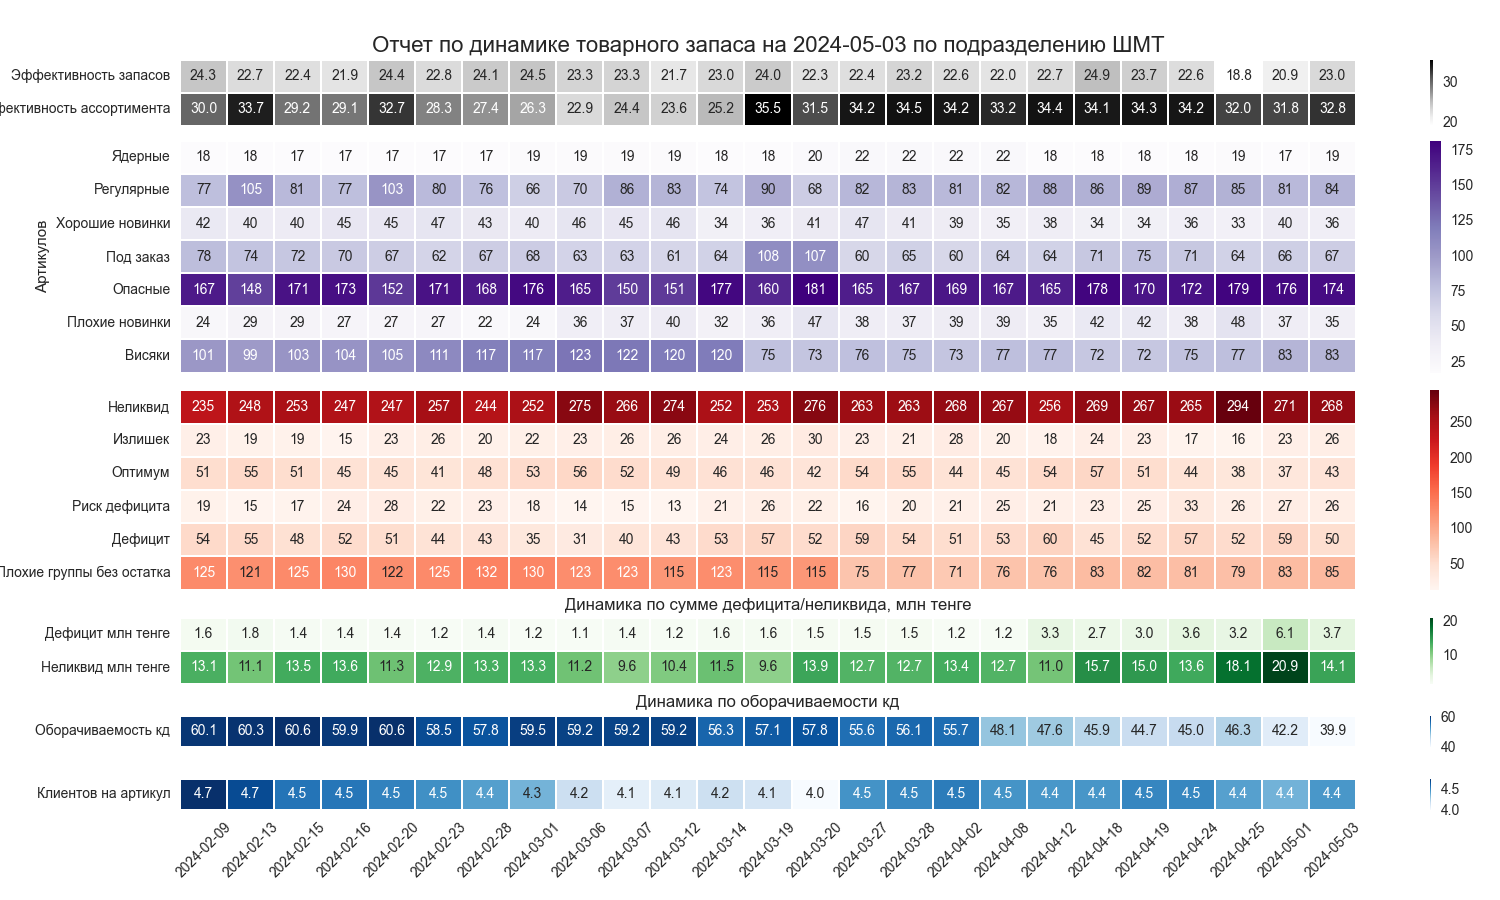 Отчет по динамике товарного запаса на 2024-05-03 по подразделению ШМТ
Эффективность запасов 24.3 22.7 22.4 21.9 24.4 22.8 24.1 24.5 23.3 23.3 21.7 23.0 24.0 22.3 22.4 23.2 22.6 22.0 22.7 24.9 23.7 22.6 18.8 20.9 23.0
фективность ассортимента 30.0 33.7 29.2 29.1 32.7 28.3 27.4 26.3 22.9 24.4 23.6 25.2 35.5 31.5 34.2 34.5 34.2 33.2 34.4 34.1 34.3 34.2 32.0 31.8 32.8
30
20
Артикулов
Ядерные 18 18 17 17 17 17 17 19 19 19 19 18 18 20 22 22 22 22 18 18 18 18 19 17 19
Регулярные 77 105 81 77 103 80 76 66 70 86 83 74 90 68 82 83 81 82 88 86 89 87 85 81 84
Хорошие новинки 42 40 40 45 45 47 43 40 46 45 46 34 36 41 47 41 39 35 38 34 34 36 33 40 36
Под заказ 78 74 72 70 67 62 67 68 63 63 61 64 108 107 60 65 60 64 64 71 75 71 64 66 67
Опасные 167 148 171 173 152 171 168 176 165 150 151 177 160 181 165 167 169 167 165 178 170 172 179 176 174
Плохие новинки 24 29 29 27 27 27 22 24 36 37 40 32 36 47 38 37 39 39 35 42 42 38 48 37 35
Висяки 101 99 103 104 105 111 117 117 123 122 120 120 75 73 76 75 73 77 77 72 72 75 77 83 83
175
150
125
100
75
50
25
Неликвид 235 248 253 247 247 257 244 252 275 266 274 252 253 276 263 263 268 267 256 269 267 265 294 271 268
Излишек 23 19 19 15 23 26 20 22 23 26 26 24 26 30 23 21 28 20 18 24 23 17 16 23 26
Оптимум 51 55 51 45 45 41 48 53 56 52 49 46 46 42 54 55 44 45 54 57 51 44 38 37 43
Риск дефицита 19 15 17 24 28 22 23 18 14 15 13 21 26 22 16 20 21 25 21 23 25 33 26 27 26
Дефицит 54 55 48 52 51 44 43 35 31 40 43 53 57 52 59 54 51 53 60 45 52 57 52 59 50
Плохие группы без остатка 125 121 125 130 122 125 132 130 123 123 115 123 115 115 75 77 71 76 76 83 82 81 79 83 85
250
200
150
100
50
Динамика по сумме дефицита/неликвида, млн тенге
Дефицит млн тенге 1.6 1.8 1.4 1.4 1.4 1.2 1.4 1.2 1.1 1.4 1.2 1.6 1.6 1.5 1.5 1.5 1.2 1.2 3.3 2.7 3.0 3.6 3.2 6.1 3.7
Неликвид млн тенге 13.1 11.1 13.5 13.6 11.3 12.9 13.3 13.3 11.2 9.6 10.4 11.5 9.6 13.9 12.7 12.7 13.4 12.7 11.0 15.7 15.0 13.6 18.1 20.9 14.1
20
10
Динамика по оборачиваемости кд
Оборачиваемость кд 60.1 60.3 60.6 59.9 60.6 58.5 57.8 59.5 59.2 59.2 59.2 56.3 57.1 57.8 55.6 56.1 55.7 48.1 47.6 45.9 44.7 45.0 46.3 42.2 39.9
60
40
Клиентов на артикул 4.7 4.7 4.5 4.5 4.5 4.5 4.4 4.3 4.2 4.1 4.1 4.2 4.1 4.0 4.5 4.5 4.5 4.5 4.4 4.4 4.5 4.5 4.4 4.4 4.4
4.5
4.0
2024-02-09 2024-02-13 2024-02-15 2024-02-16 2024-02-20 2024-02-23 2024-02-28 2024-03-01 2024-03-06 2024-03-07 2024-03-12 2024-03-14 2024-03-19 2024-03-20 2024-03-27 2024-03-28 2024-04-02 2024-04-08 2024-04-12 2024-04-18 2024-04-19 2024-04-24 2024-04-25 2024-05-01 2024-05-03